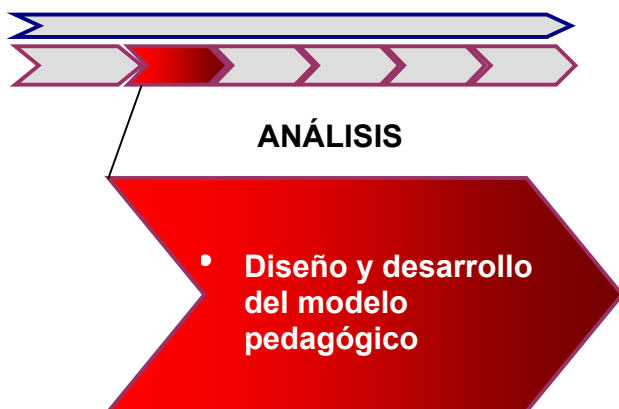 ANÁLISIS
• Diseño y desarrollo
del modelo
pedagógico